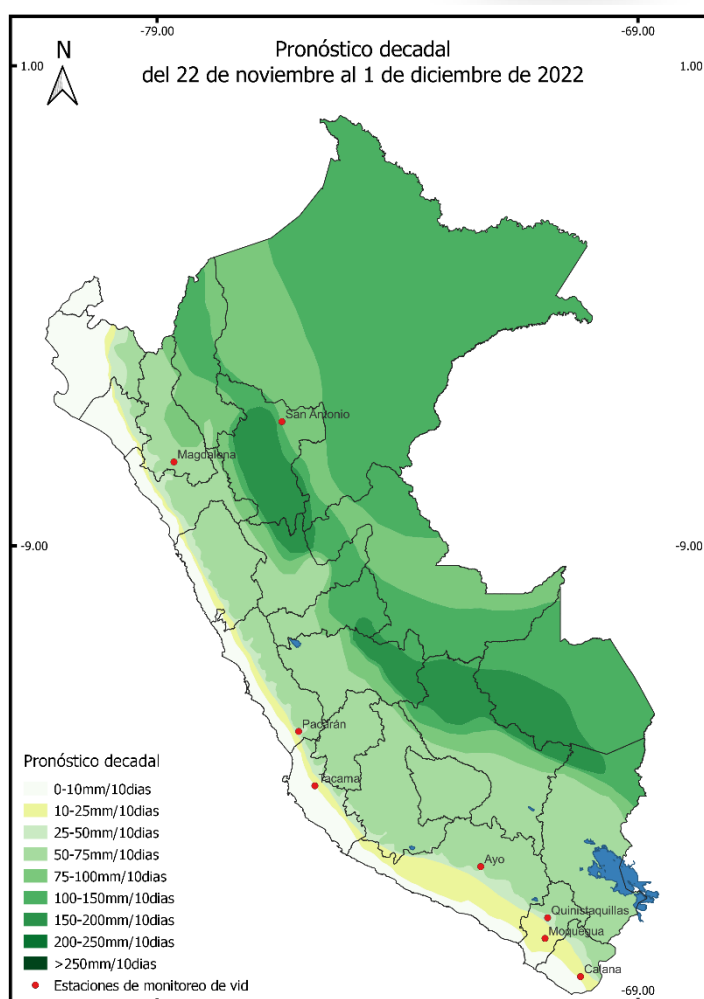 -79.00
-69.00
N
Pronóstico decadal
1.00
del 22 de noviembre al 1 de diciembre de 2022
1.00
San Antonio
Magdalena
-9.00
-9.00
Pacarán
Pronóstico decadal
Tacama
0-10mm/10dias
10-25mm/10dias
25-50mm/10dias
50-75mm/10dias
Ayo
75-100mm/10dias
100-150mm/10dias
Quinistaquillas
150-200mm/10dias
Moquegua
200-250mm/10dias
>250mm/10dias
Calana
Estaciones de monitoreo de vid
-69.00